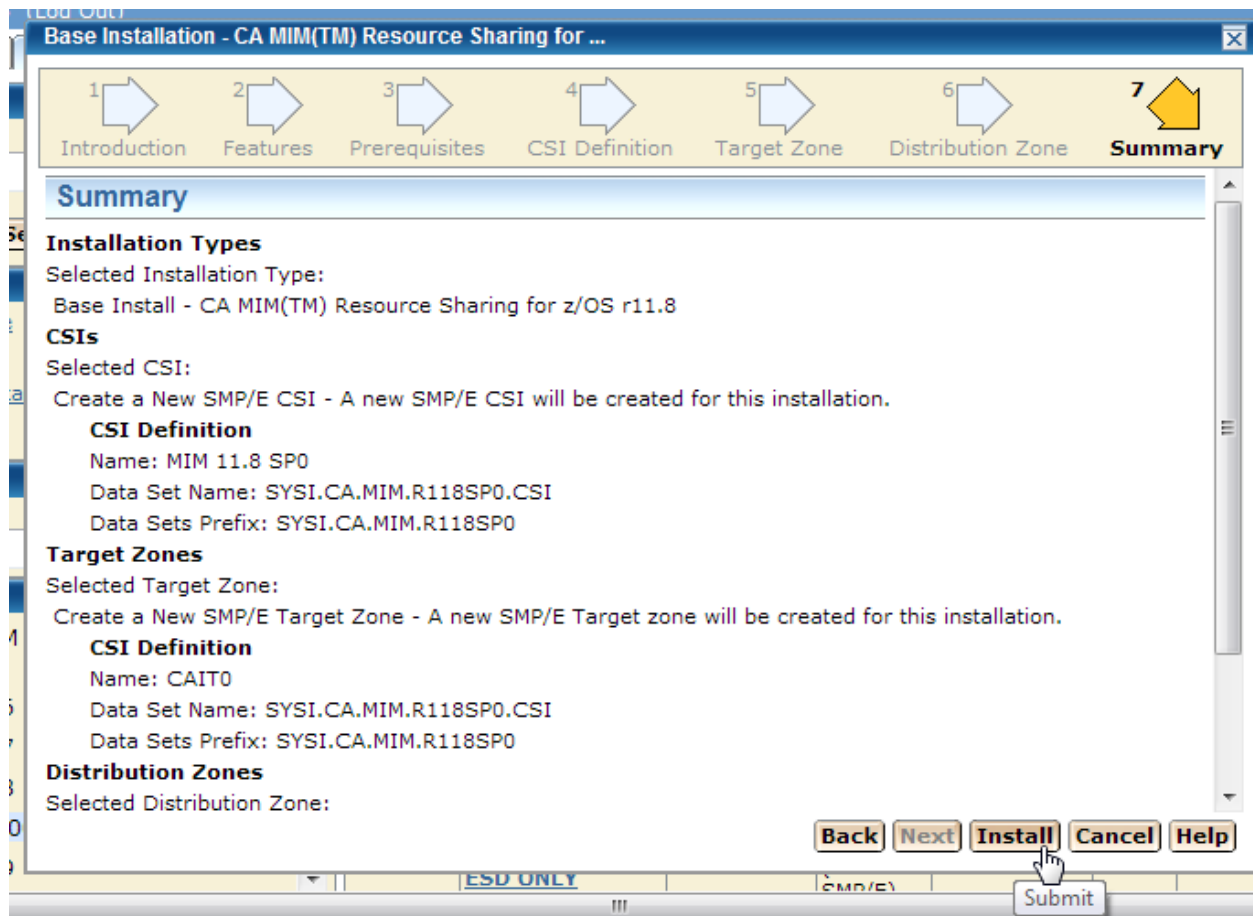 (Log Out)
Base Installation - CA MIM(TM) Resource Sharing for ...
1 2 3 4 5 6 7
Introduction Features Prerequisites CSI Definition Target Zone Distribution Zone Summary
Summary
Installation Types
Selected Installation Type:
Base Install - CA MIM(TM) Resource Sharing for z/OS r11.8
CSIs
Selected CSI:
Create a New SMP/E CSI - A new SMP/E CSI will be created for this installation.
CSI Definition
Name: MIM 11.8 SP0
Data Set Name: SYSI.CA.MIM.R118SP0.CSI
Data Sets Prefix: SYSI.CA.MIM.R118SP0
Target Zones
Selected Target Zone:
Create a New SMP/E Target Zone - A new SMP/E Target zone will be created for this installation.
CSI Definition
Name: CAIT0
Data Set Name: SYSI.CA.MIM.R118SP0.CSI
Data Sets Prefix: SYSI.CA.MIM.R118SP0
Distribution Zones
Selected Distribution Zone:
Back Next Install Cancel Help
ESD ONLY
SMP/E)
Submit